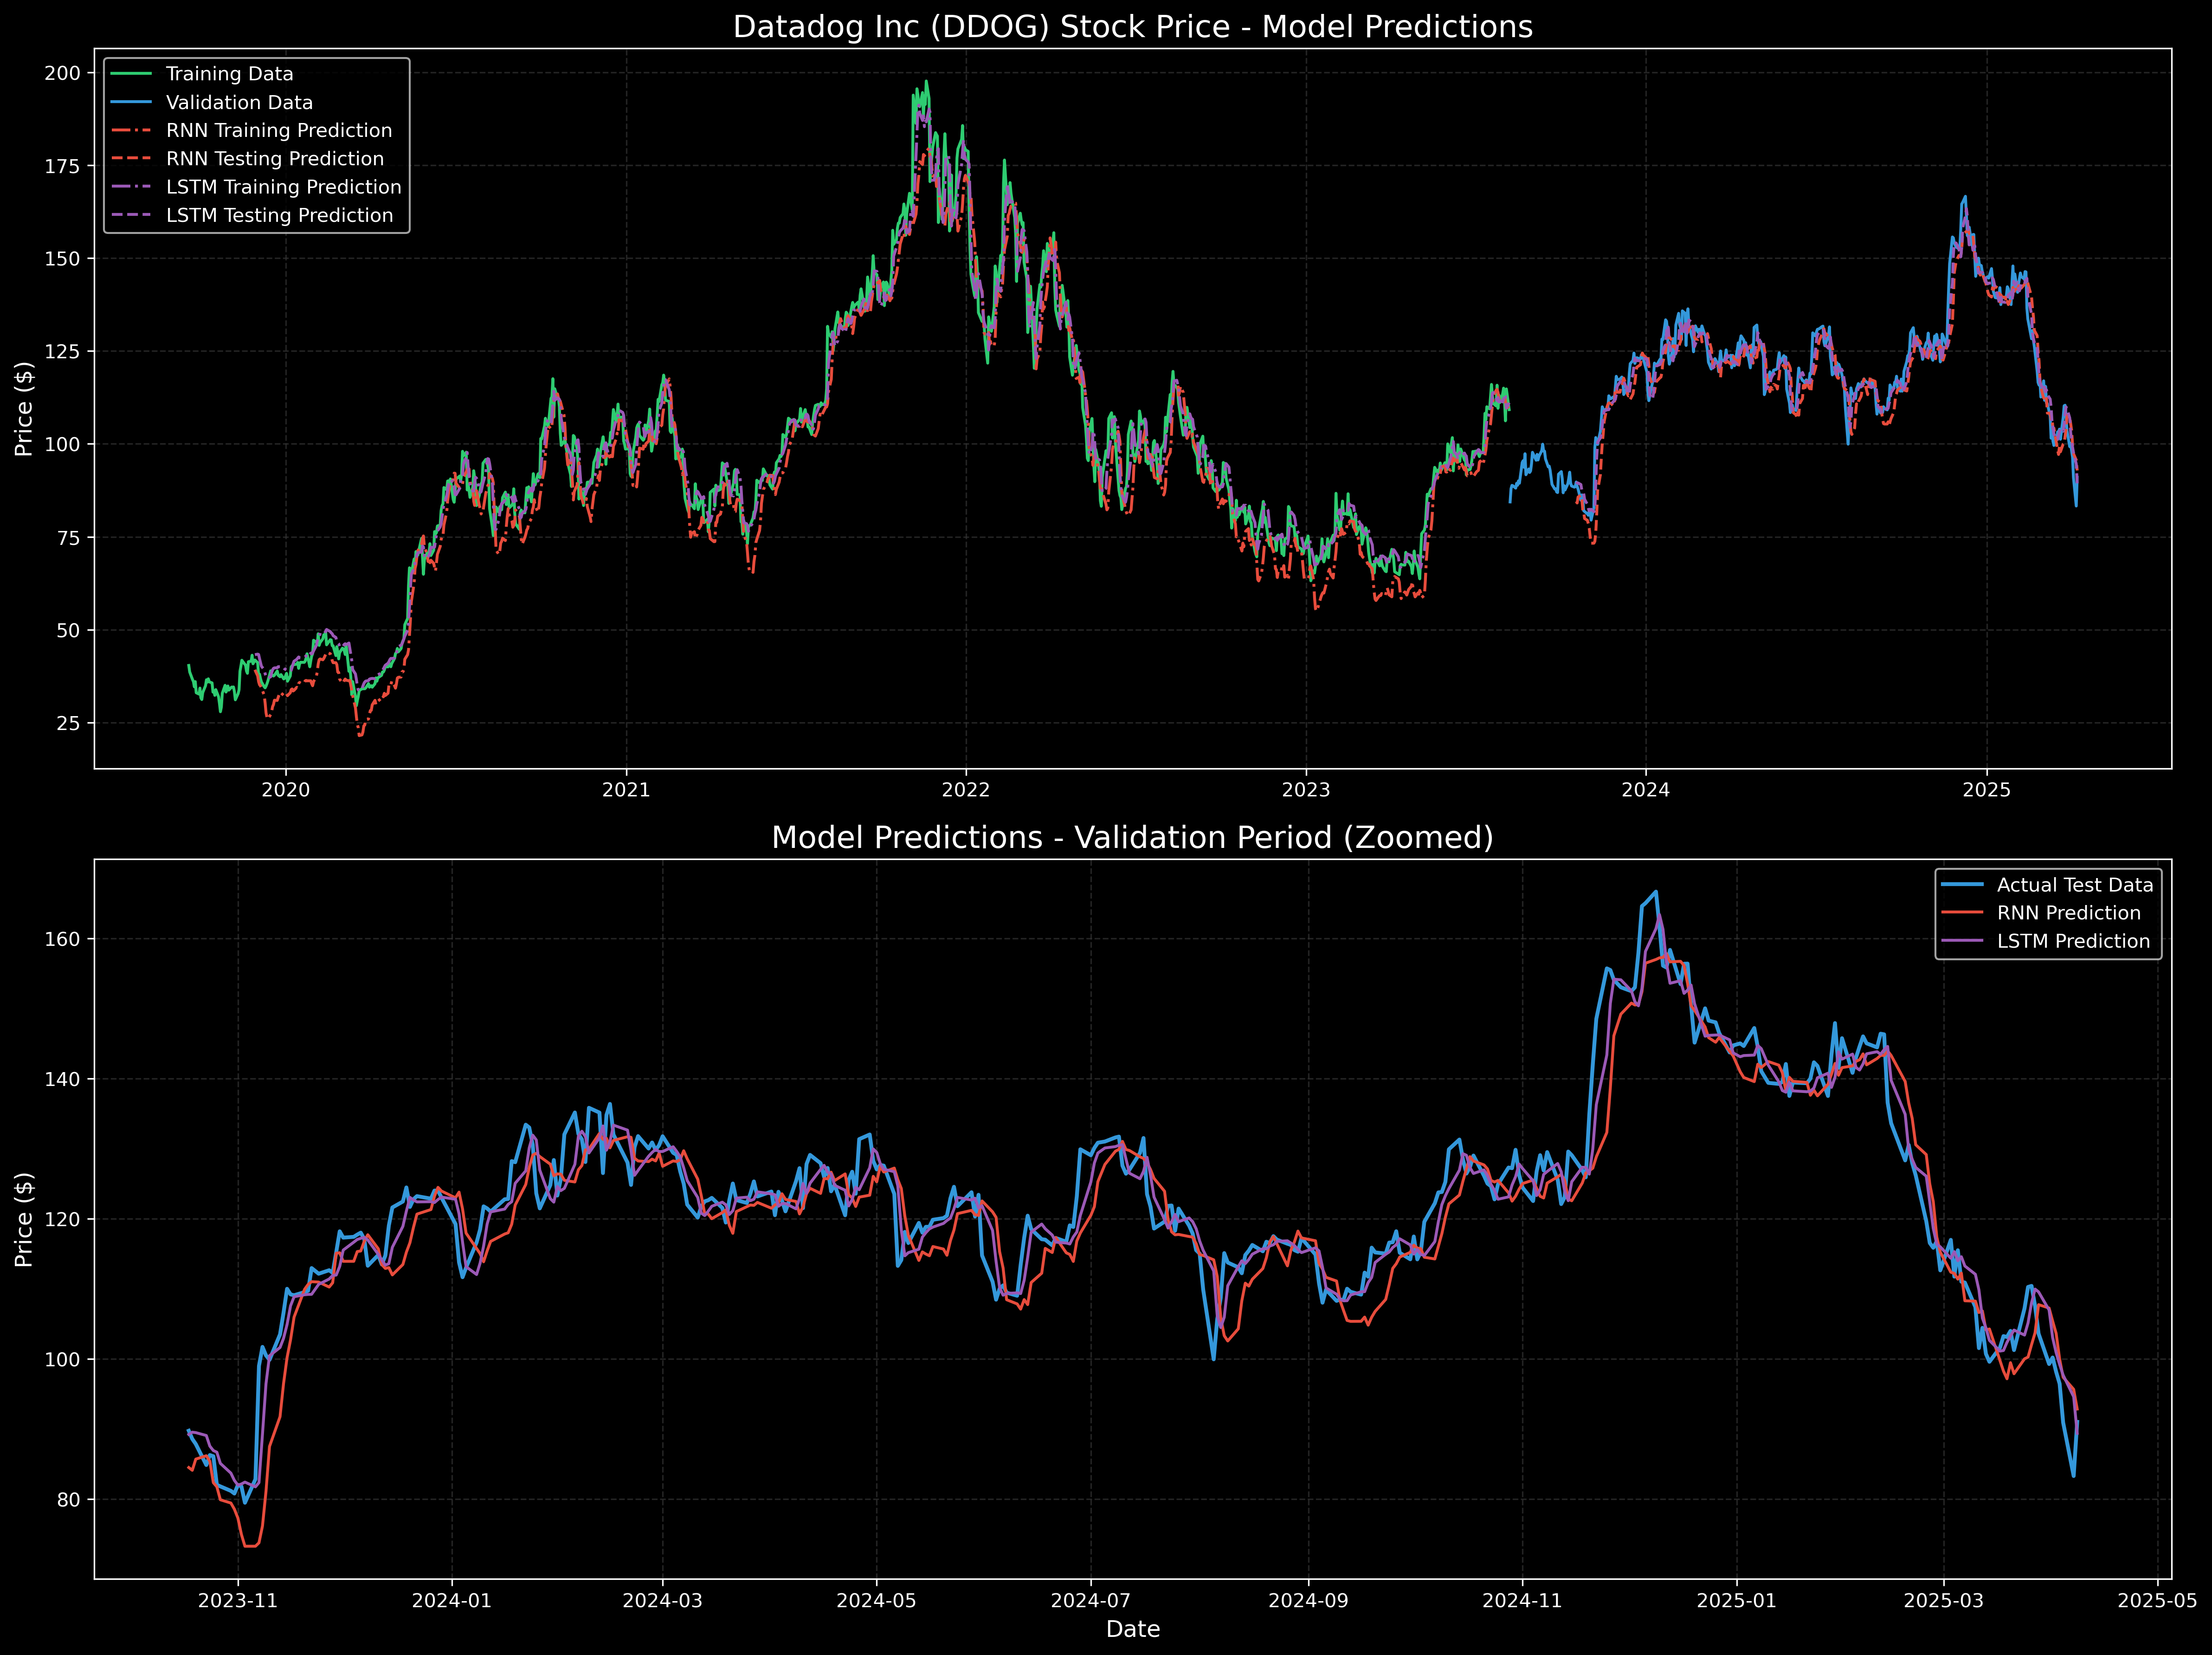 Datadog Inc (DDOG) Stock Price - Model Predictions
Training Data
Validation Data
RNN Training Prediction
RNN Testing Prediction
LSTM Training Prediction
LSTM Testing Prediction
Price ($)
200
175
150
125
100
75
50
25
2020 2021 2022 2023 2024 2025
Model Predictions - Validation Period (Zoomed)
Actual Test Data
RNN Prediction
LSTM Prediction
Price ($)
160
140
120
100
80
2023-11 2024-01 2024-03 2024-05 2024-07 2024-09 2024-11 2025-01 2025-03 2025-05
Date